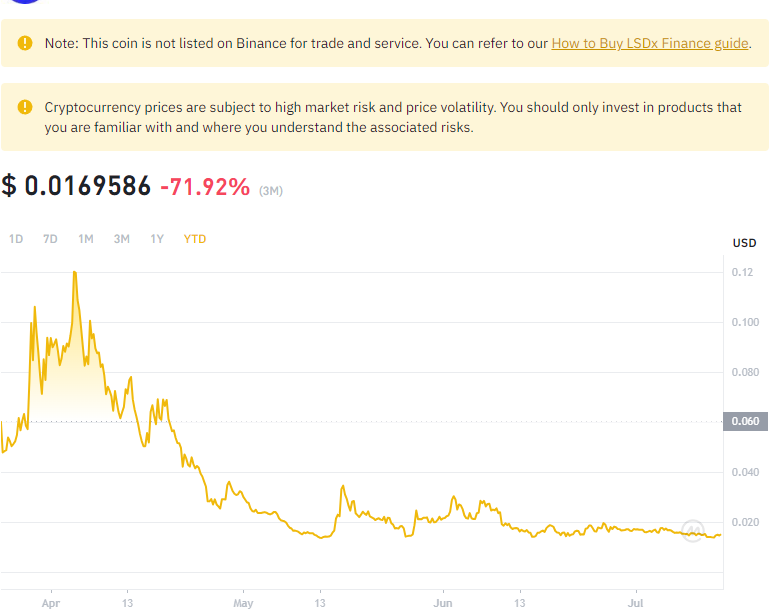 Note: This coin is not listed on Binance for trade and service. You can refer to our How to Buy LSDx Finance guide.
Cryptocurrency prices are subject to high market risk and price volatility. You should only invest in products that
you are familiar with and where you understand the associated risks.
$ 0.0169586 -71.92% (3M)
1D 7D 1M 3M 1Y YTD
USD
0.12
0.100
0.080
0.060
0.040
0.020
Apr 13 May 13 Jun 13 Jul